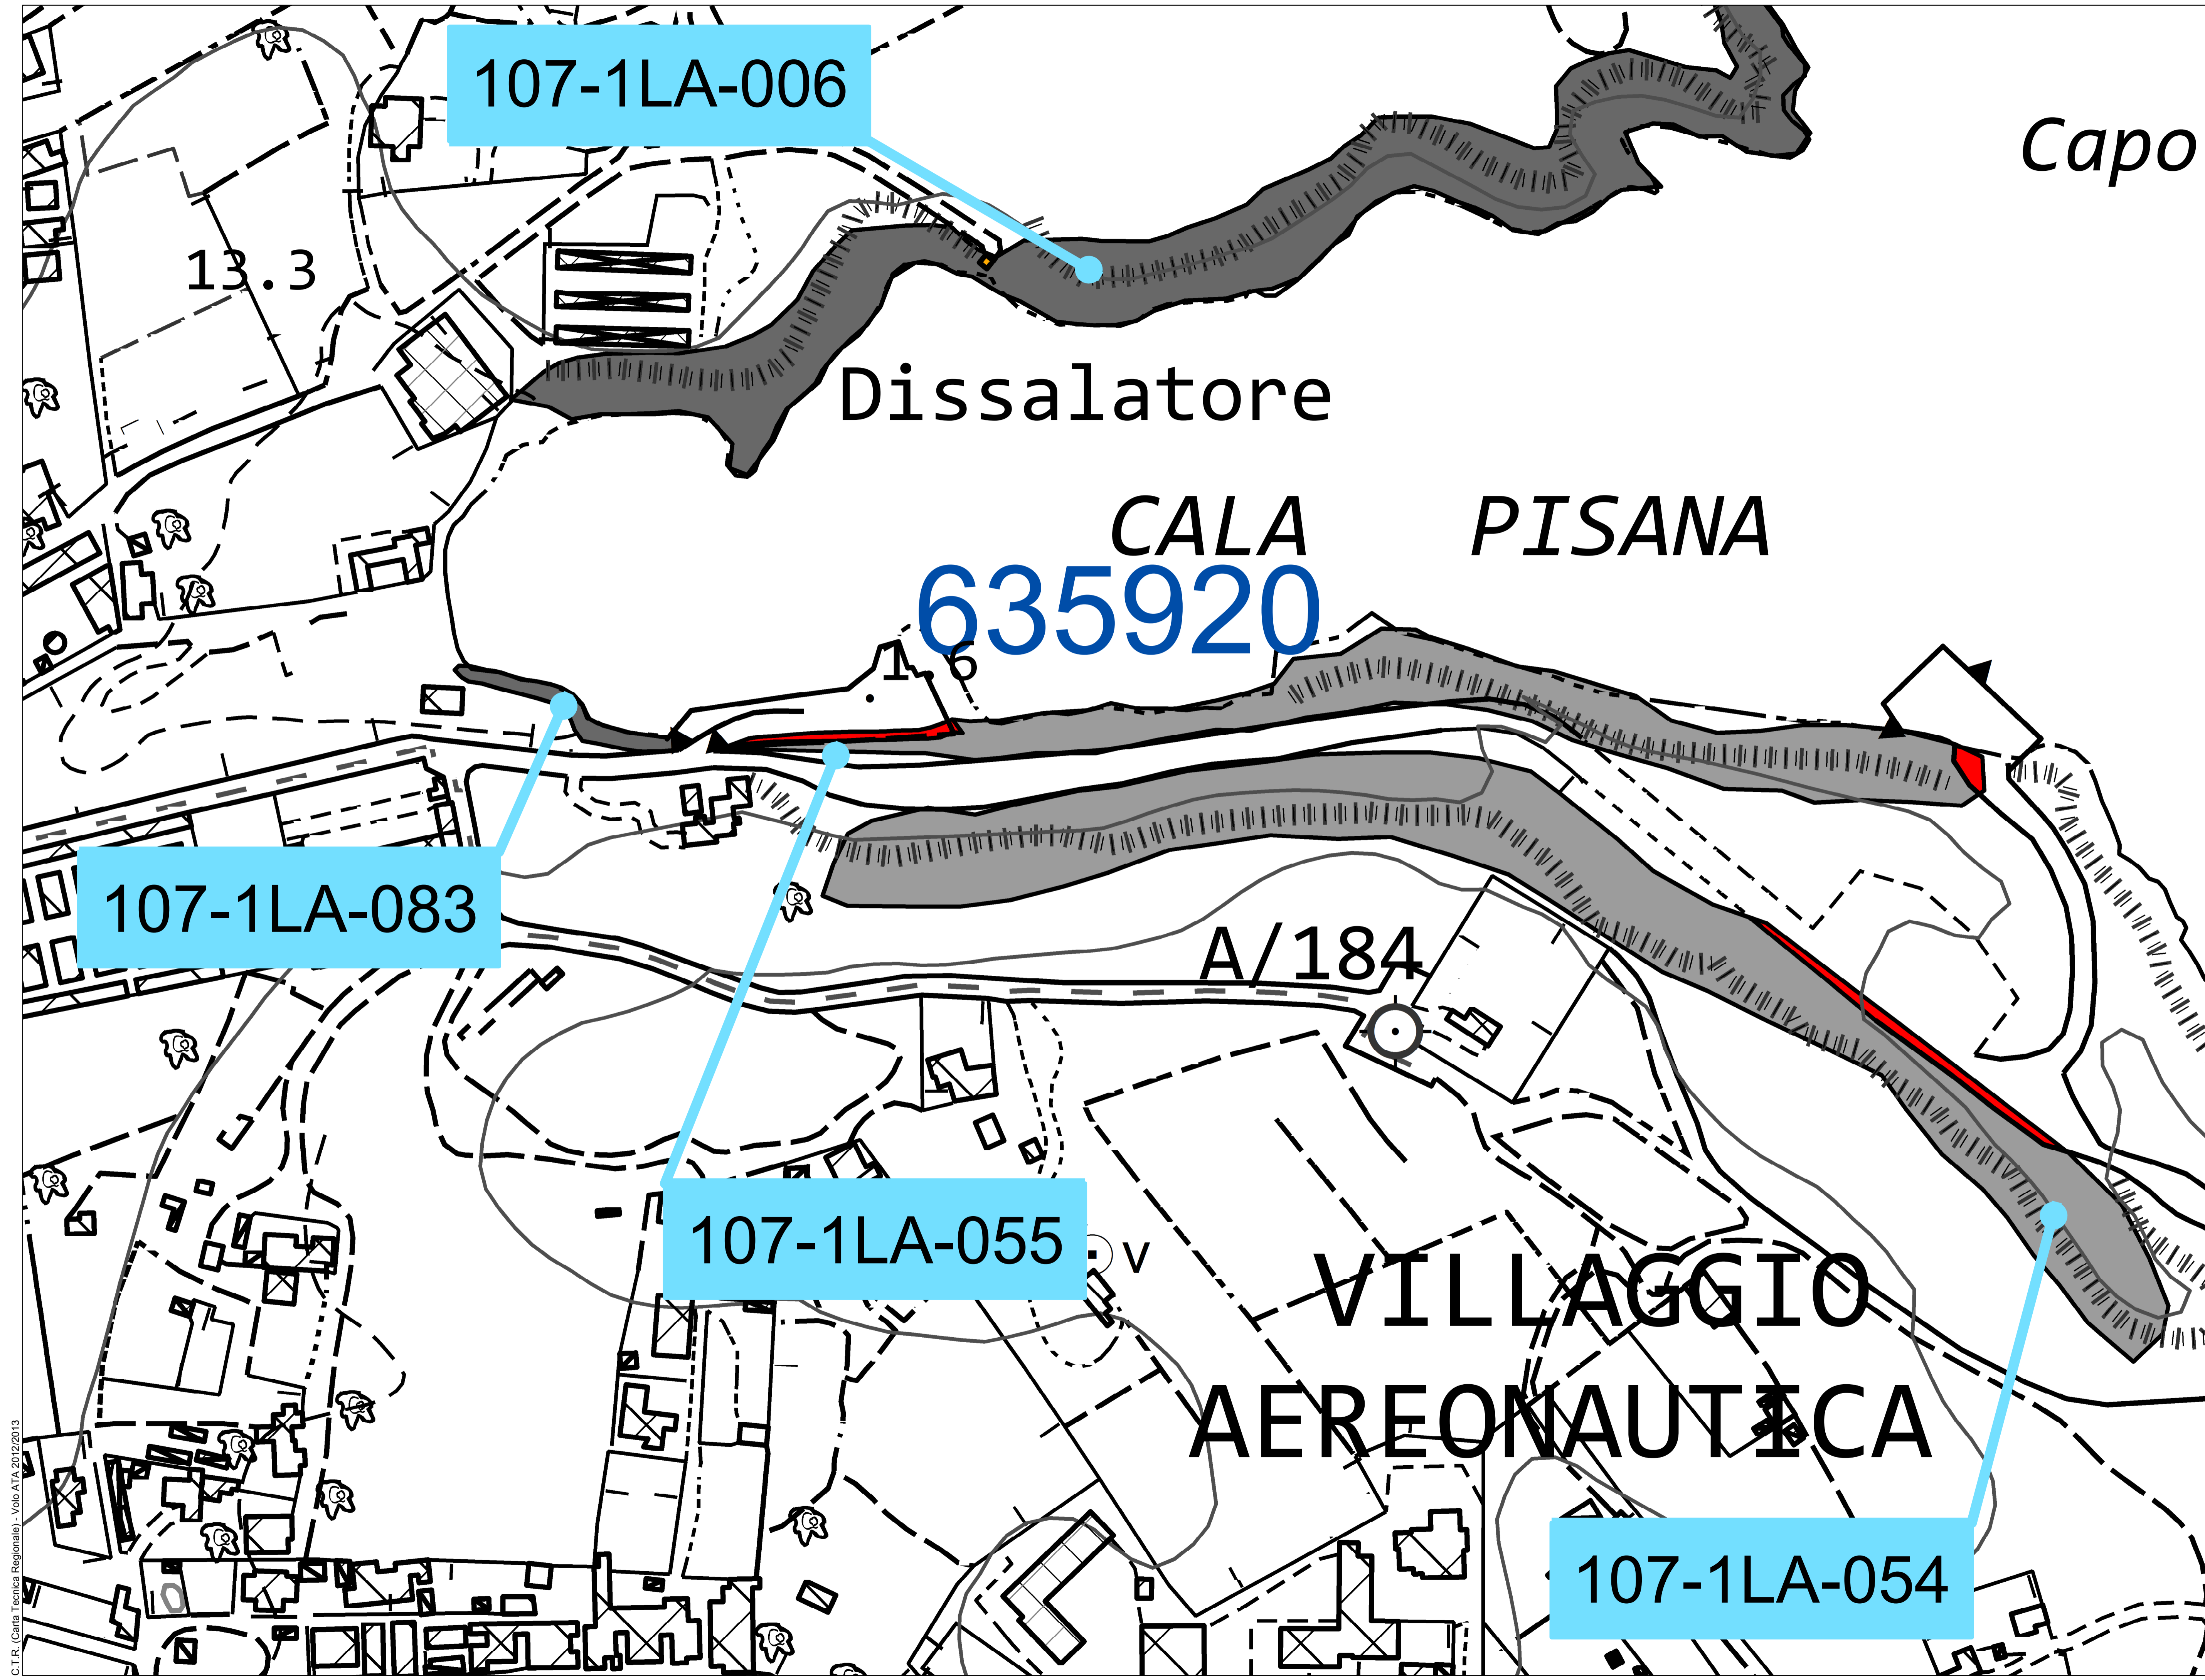 107-1LA-006
Capo
13.3
Dissalatore
CALA PISANA
635920
1.6
107-1LA-083
A/184
107-1LA-055
V
VILLAGGIO
AEREONAUTICA
107-1LA-054
C.T.R. (Carta Tecnica Regionale) - Volo ATA 2012/2013